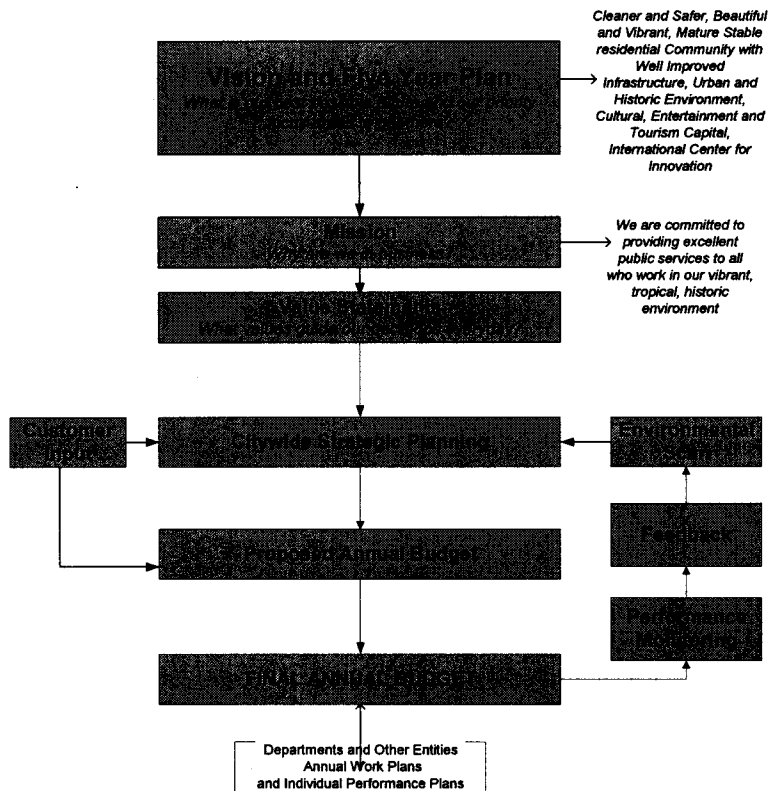 Vision and Five Year Plan
Cleaner and Safer, Beautiful
and Vibrant, Mature Stable
residential Community with
Well Improved
Infrastructure, Urban and
Historic Environment,
Cultural, Entertainment and
Tourism Capital,
International Center for
Innovation
Mission
We are committed to
providing excellent
public services to all
who work in our vibrant,
tropical, historic
environment
Value
What
Customer
Input
Citywide Strategic Planning
Environmental
Scan
Proposed Annual Budget
Feedback
Performance
Monitoring
FINAL ANNUAL BUDGET
Departments and Other Entities
Annual Work Plans
and Individual Performance Plans